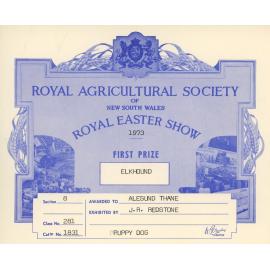 ROYAL AGRICULTURAL SOCIETY
OF
NEW SOUTH WALES
ROYAL EASTER SHOW
1973
FIRST PRIZE
ELKHOUND
Section 8 AWARDED TO ALESUND THANE
EXHIBITED BY J.R. REDSTONE
Class No. 281
Cat# No. 1831 PUPPY DOG